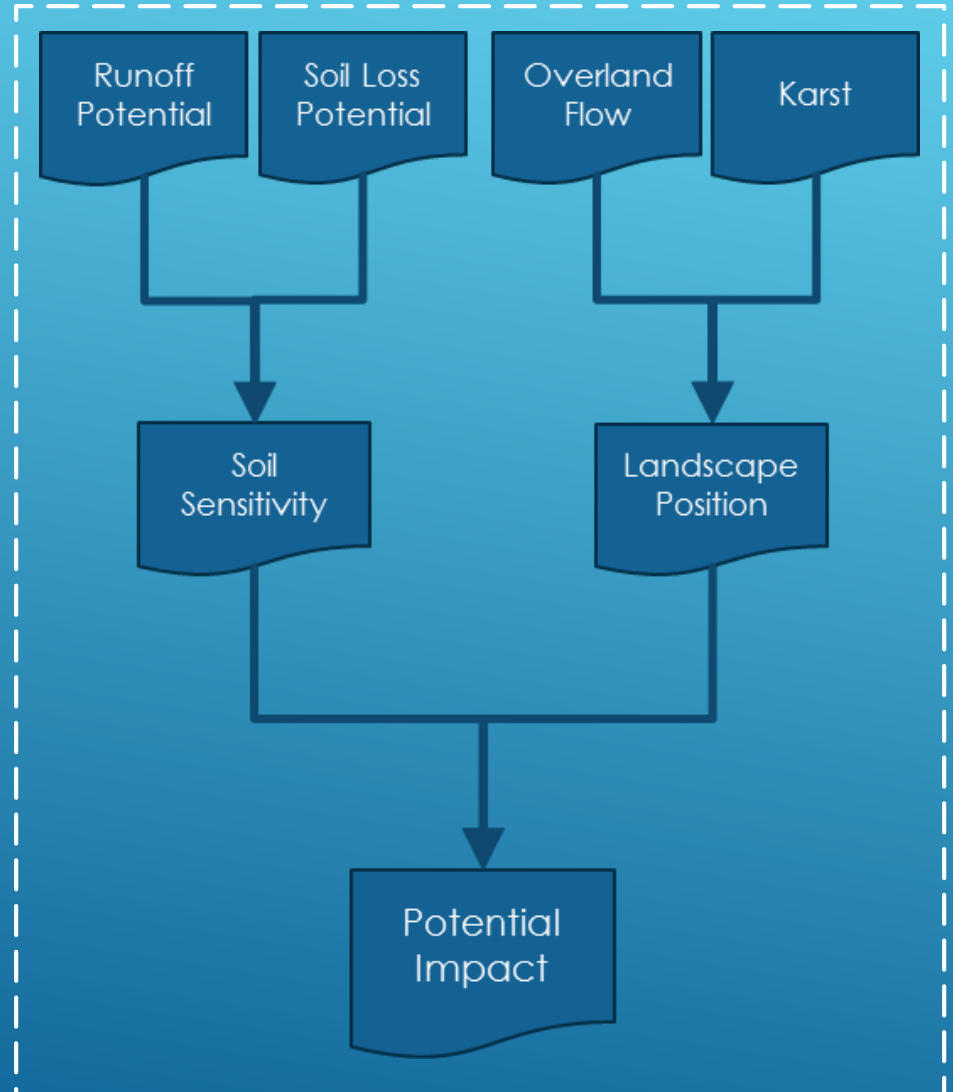 Runoff
Potential
Soil Loss
Potential
Overland
Flow
Karst
Soil
Sensitivity
Landscape
Position
Potential
Impact